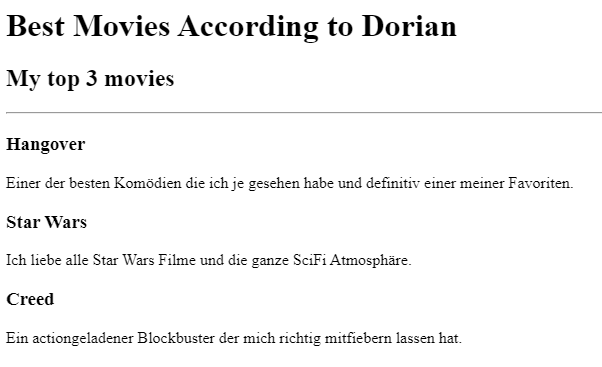 Best Movies According to Dorian
My top 3 movies
Hangover
Einer der besten Komödien die ich je gesehen habe und definitiv einer meiner Favoriten.
Star Wars
Ich liebe alle Star Wars Filme und die ganze SciFi Atmosphäre.
Creed
Ein actiongeladener Blockbuster der mich richtig mitfiebern lassen hat.